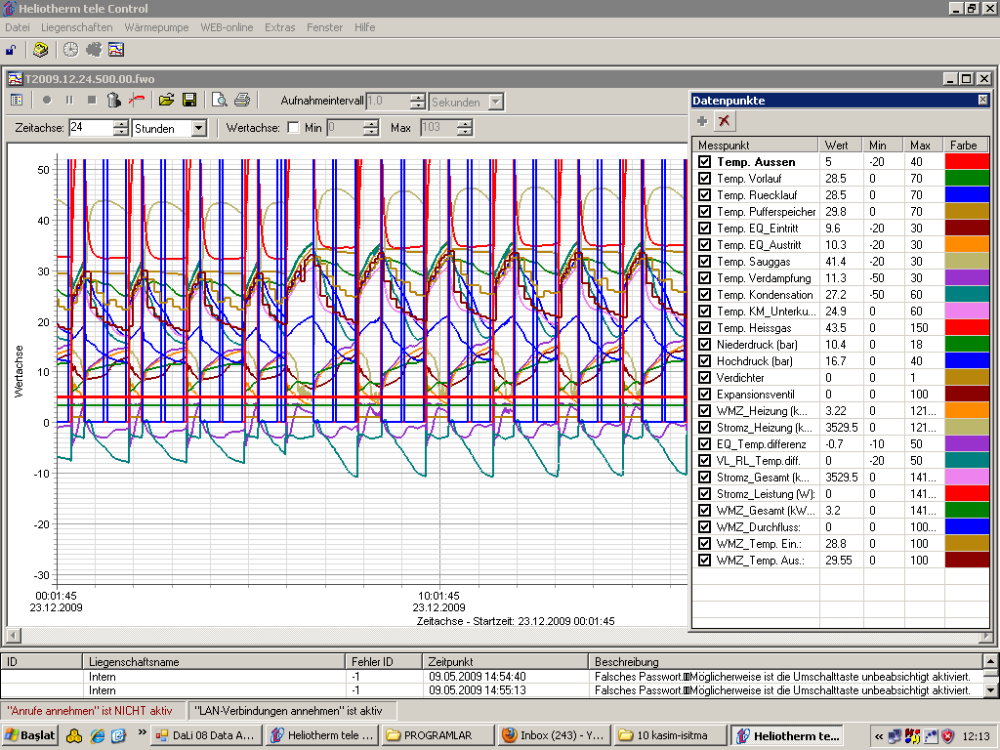 Heliotherm tele Control
Datei Liegenschaften Wärmepumpe WEB-online Extras Fenster Hilfe
T2009.12.24.S00.00.fwo
Aufnahmeintervall 1.0 Sekunden
Zeitachse: 24 Stunden Wertachse: Min 0 Max 103
Datenpunkte
Messpunkt Wert Min Max Farbe
Temp. Aussen 5 -20 40
Temp. Vorlauf 28.5 0 70
Temp. Ruecklauf 28.5 0 70
Temp. Pufferspeicher 29.8 0 70
Temp. EQ_Eintritt 9.6 -20 30
Temp. EQ_Austritt 10.3 -20 30
Temp. Sauggas 41.4 -20 30
Temp. Verdampfung 11.3 -50 30
Temp. Kondensation 27.2 -50 60
Temp. KM_Unterku... 24.9 0 60
Temp. Heissgas 43.5 0 150
Niederdruck (bar) 10.4 0 18
Hochdruck (bar) 16.7 0 40
Verdichter 0 0 1
Expansionsventil 0 0 100
WMZ_Heizung (k... 3.22 0 121...
Stromz_Heizung (k... 3529.5 0 121...
EQ_Temp.differenz -0.7 -10 50
VL_RL_Temp.diff. 0 -20 50
Stromz_Gesamt (k... 3529.5 0 141...
Stromz_Leistung (W): 0 0 141...
WMZ_Gesamt (kW... 3.2 0 141...
WMZ_Durchfluss: 0 0 100...
WMZ_Temp. Ein.: 28.8 0 100
WMZ_Temp. Aus.: 29.55 0 100
Wertachse
50
40
30
20
10
0
-10
-20
-30
00:01:45 10:01:45
23.12.2009 23.12.2009
Zeitachse - Startzeit: 23.12.2009 00:01:45
ID Liegenschaftsname Fehler ID Zeitpunkt Beschreibung
Intern -1 09.05.2009 14:54:40 Falsches Passwort. Möglicherweise ist die Umschalttaste unbeabsichtigt aktiviert.
Intern -1 09.05.2009 14:55:13 Falsches Passwort. Möglicherweise ist die Umschalttaste unbeabsichtigt aktiviert.
"Anrufe annehmen" ist NICHT aktiv "LAN-Verbindungen annehmen" ist aktiv
Başlat » DaLi 08 Data A... Heliotherm tele ... PROGRAMLAR Inbox (243) - Y... 10 kasim-isitma Heliotherm te... « 12:13